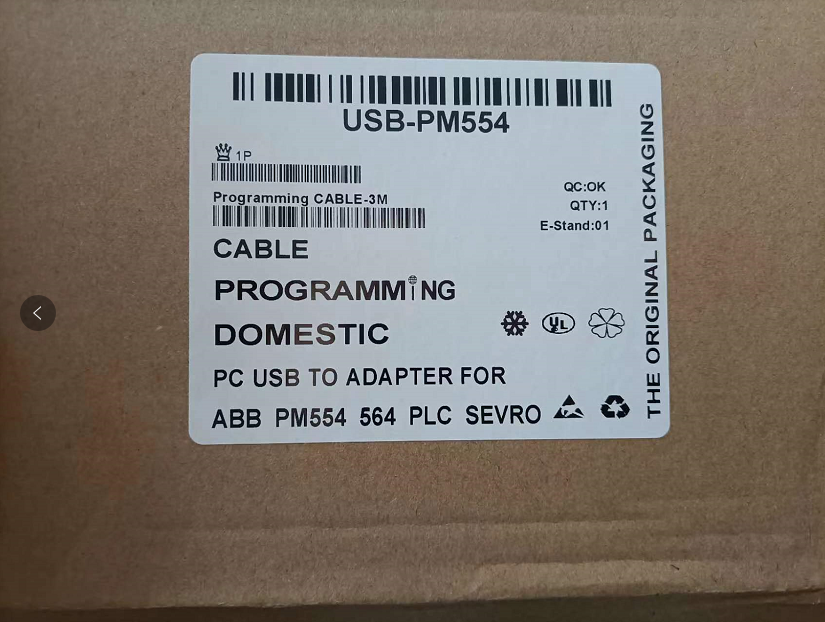 USB-PM554
1P
Programming CABLE-3M
QC:OK
QTY:1
E-Stand:01
CABLE
PROGRAMMiNG
DOMESTIC
UL
PC USB TO ADAPTER FOR
ABB PM554 564 PLC SEVRO
THE ORIGINAL PACKAGING